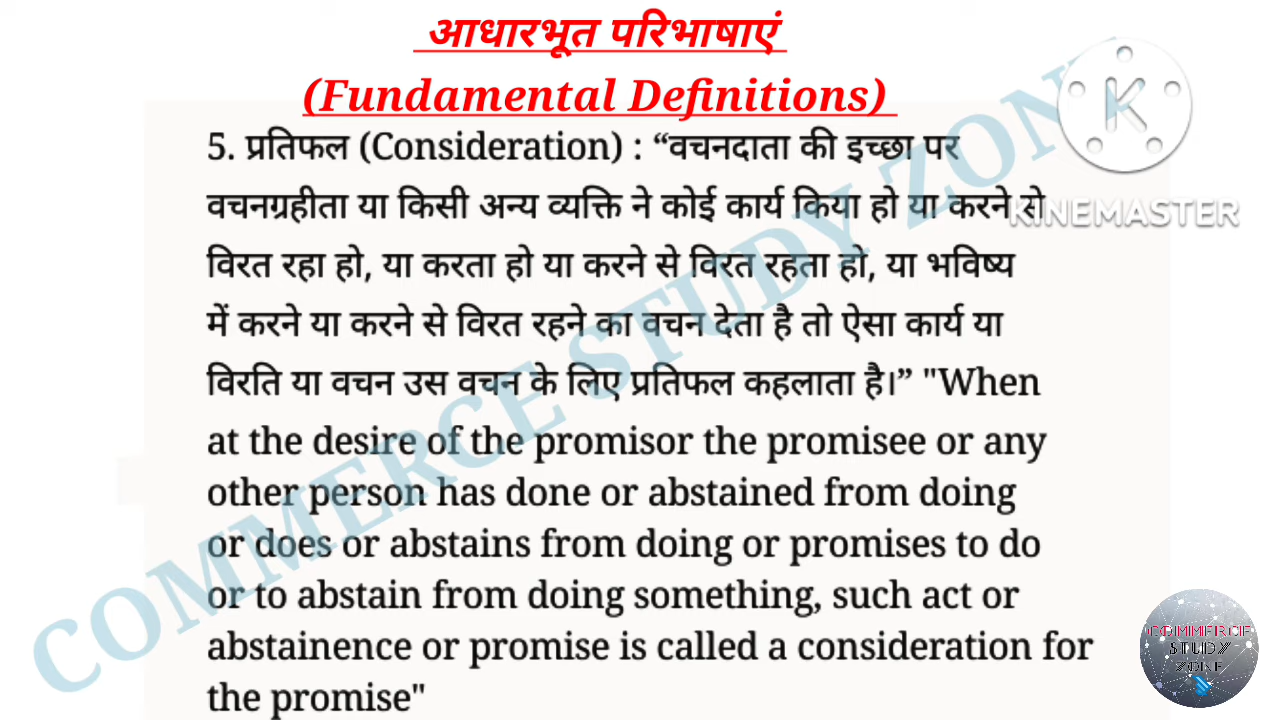 आधारभूत परिभाषाएं
(Fundamental Definitions)
5. प्रतिफल (Consideration) : “वचनदाता की इच्छा पर
वचनग्रहीता या किसी अन्य व्यक्ति ने कोई कार्य किया हो या करने से
विरत रहा हो, या करता हो या करने से विरत रहता हो, या भविष्य
में करने या करने से विरत रहने का वचन देता है तो ऐसा कार्य या
विरति या वचन उस वचन के लिए प्रतिफल कहलाता है।” "When
at the desire of the promisor the promisee or any
other person has done or abstained from doing
or does or abstains from doing or promises to do
or to abstain from doing something, such act or
abstainence or promise is called a consideration for
the promise"
COMMERCE STUDY ZONE
K
KINEMASTER
COMMERCE
STUDY
ZONE